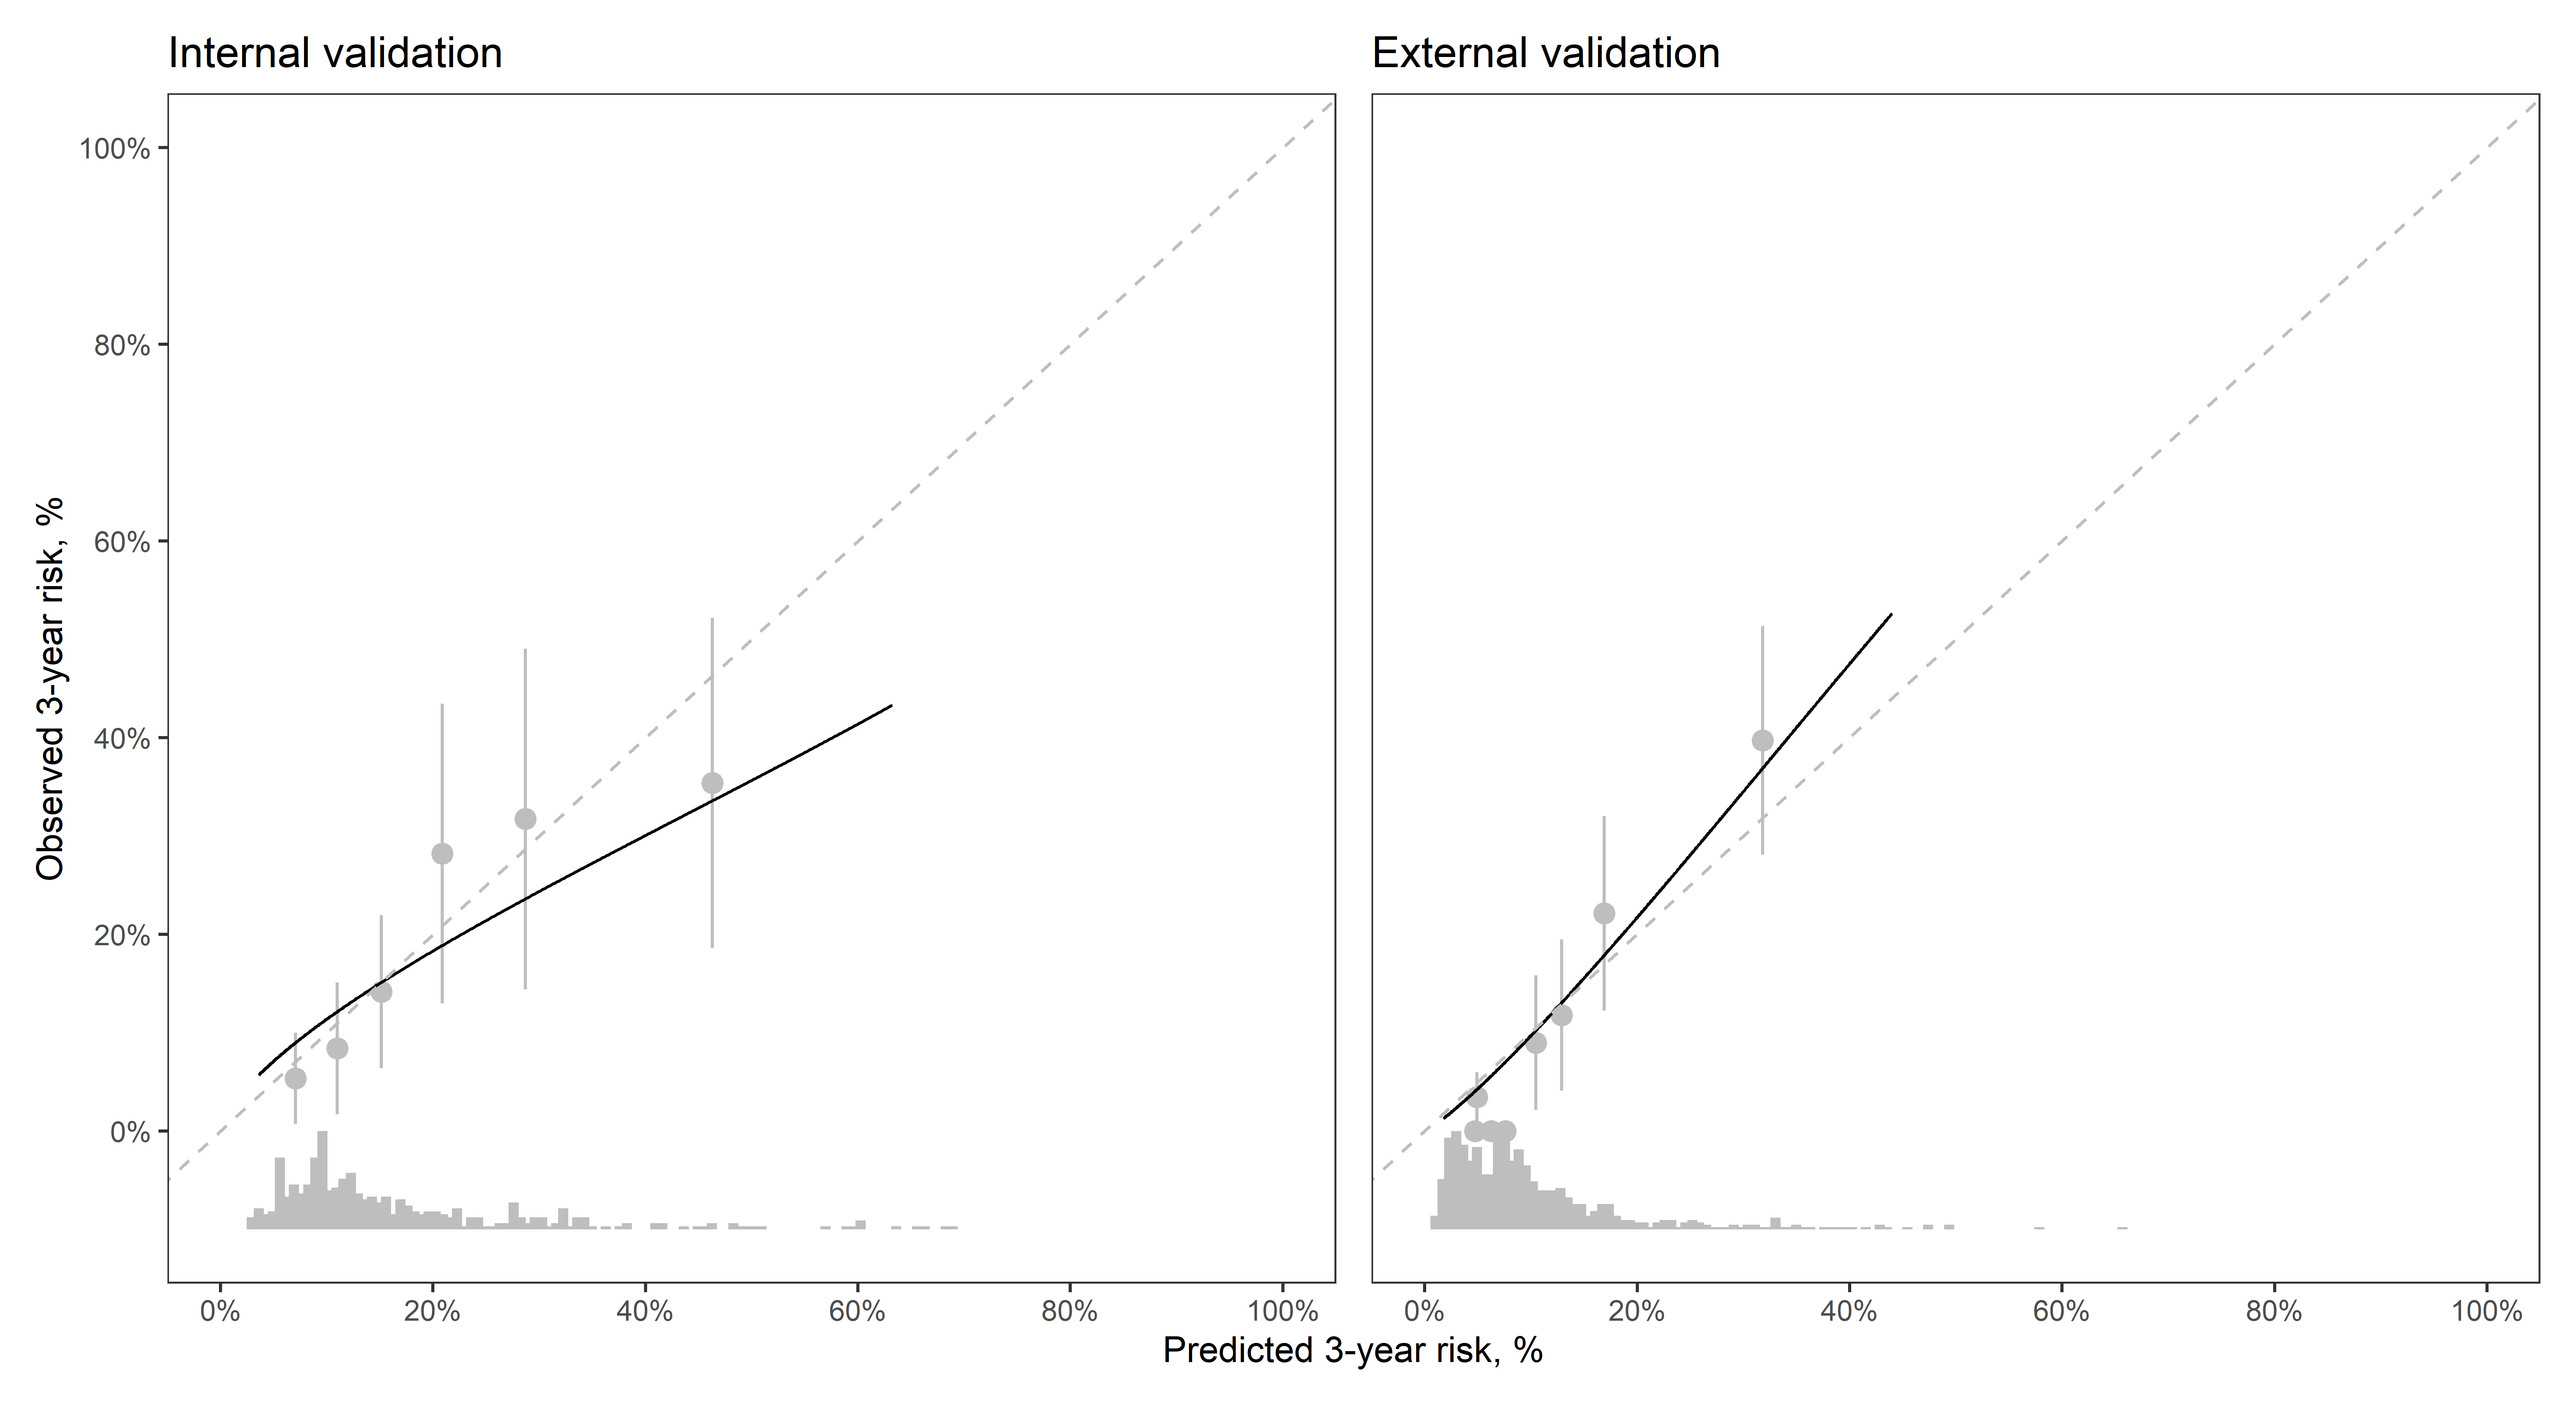 Internal validation
External validation
Observed 3-year risk, %
100%
80%
60%
40%
20%
0%
0% 20% 40% 60% 80% 100%
0% 20% 40% 60% 80% 100%
Predicted 3-year risk, %